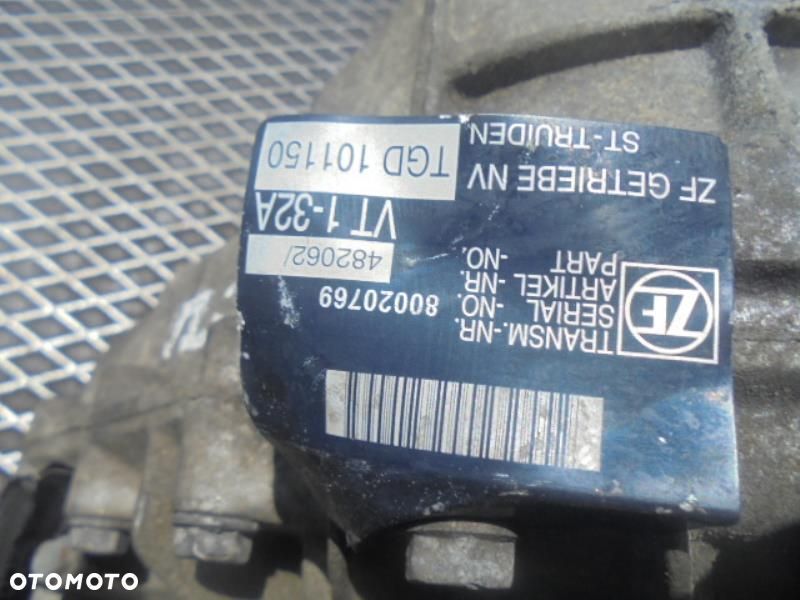 ZF
TRANSM.-NR.
SERIAL -NO. 80020769
ARTIKEL -NR.
PART -NO. 482062/
VT 1-32A
ZF GETRIEBE NV TGD 101150
ST-TRUIDEN
OTOMOTO